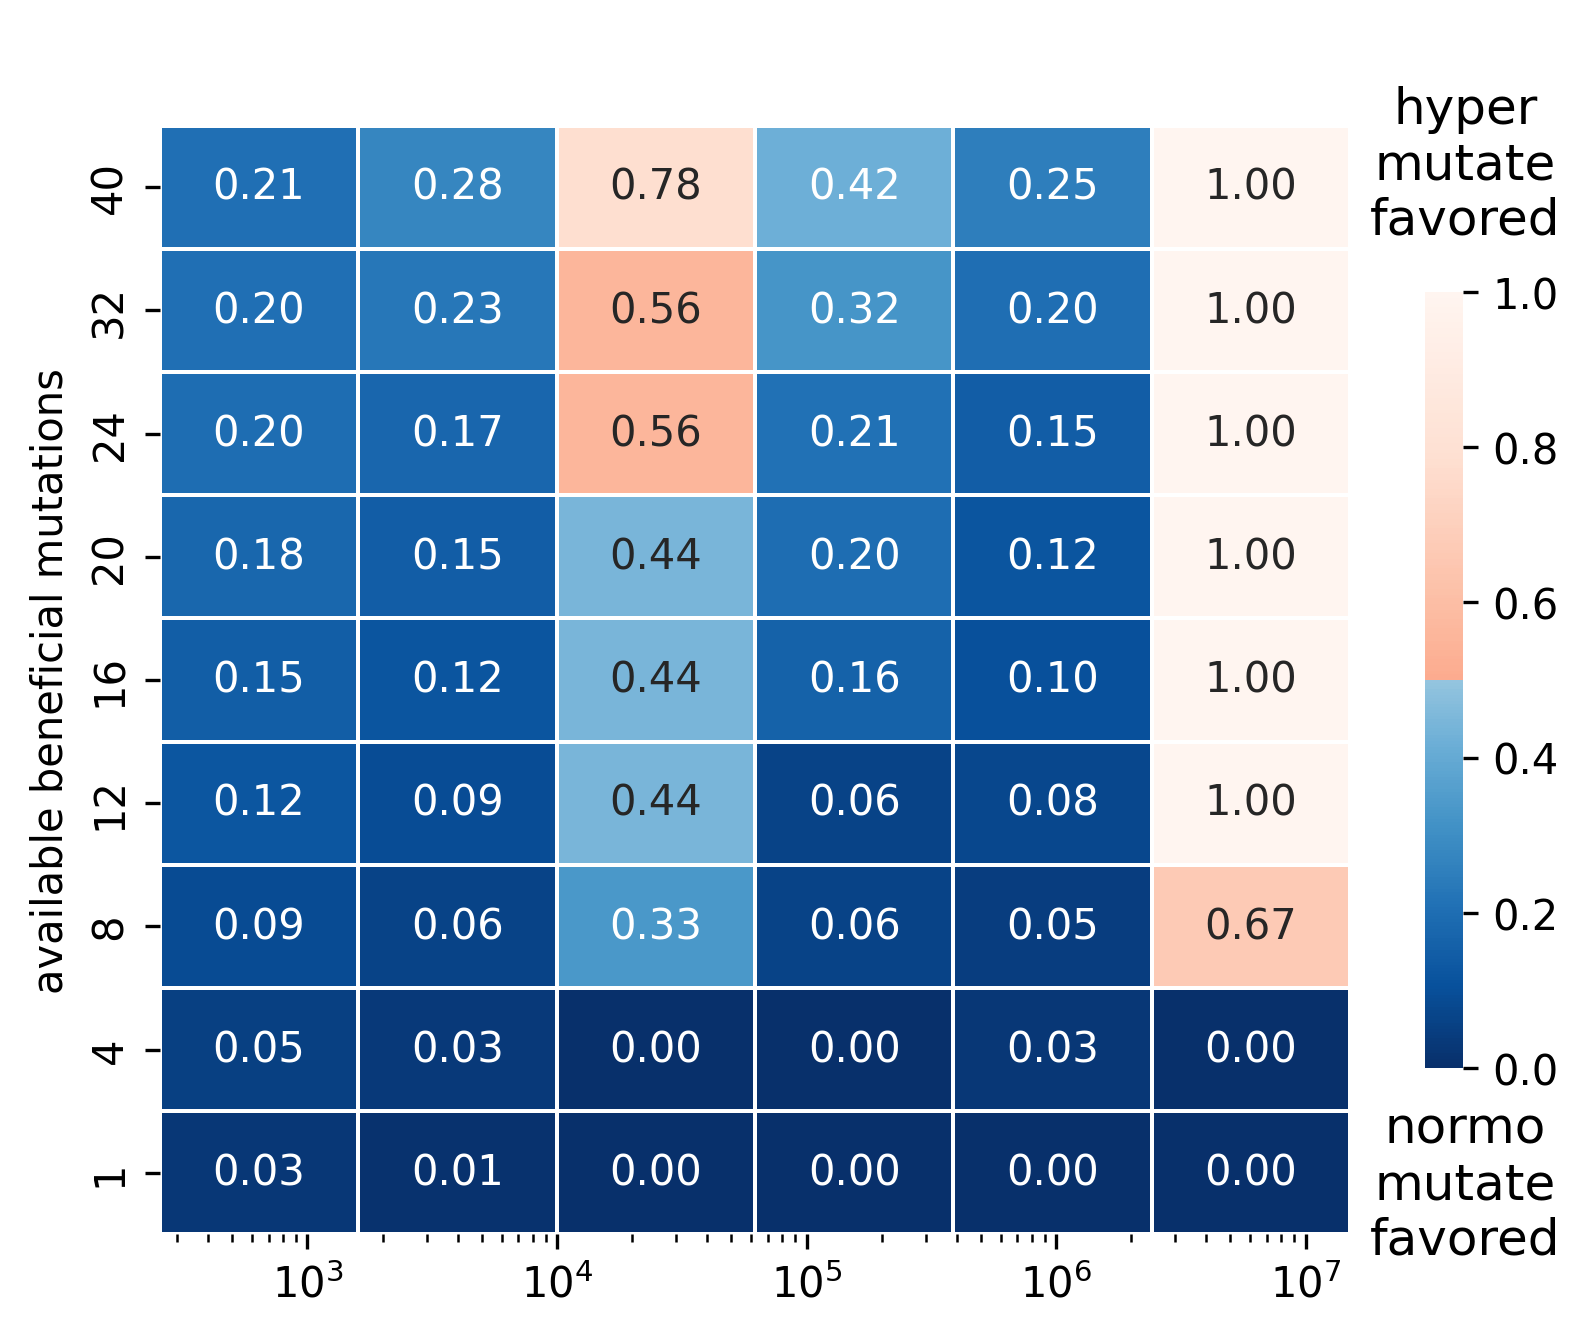 hyper
mutate
favored
available beneficial mutations
40 0.21 0.28 0.78 0.42 0.25 1.00
32 0.20 0.23 0.56 0.32 0.20 1.00
24 0.20 0.17 0.56 0.21 0.15 1.00
20 0.18 0.15 0.44 0.20 0.12 1.00
16 0.15 0.12 0.44 0.16 0.10 1.00
12 0.12 0.09 0.44 0.06 0.08 1.00
8 0.09 0.06 0.33 0.06 0.05 0.67
4 0.05 0.03 0.00 0.00 0.03 0.00
1 0.03 0.01 0.00 0.00 0.00 0.00
10³ 10⁴ 10⁵ 10⁶ 10⁷
1.0
0.8
0.6
0.4
0.2
0.0
normo
mutate
favored